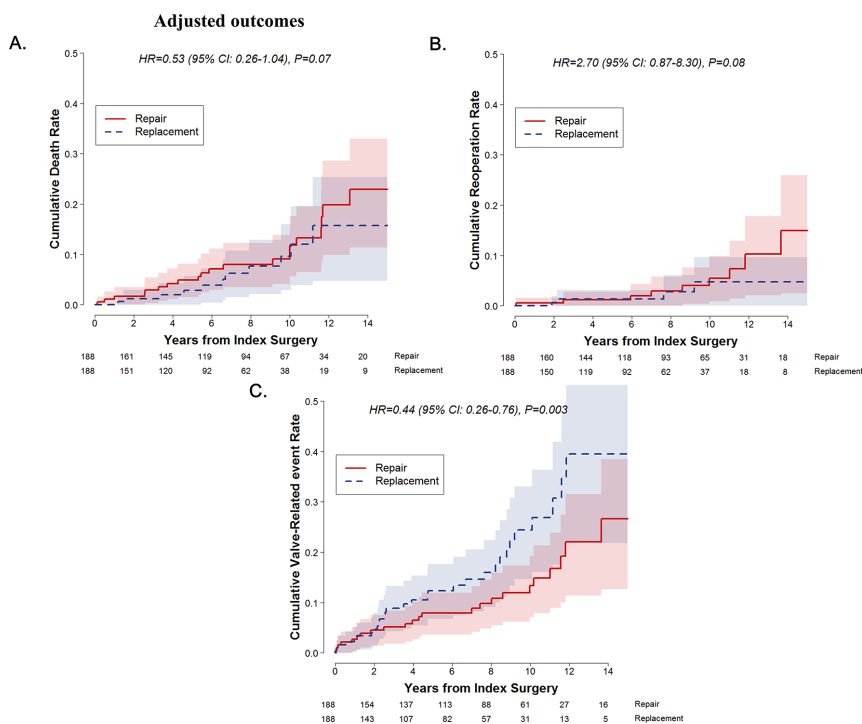 Adjusted outcomes
A.
HR=0.53 (95% CI: 0.26-1.04), P=0.07
Cumulative Death Rate
0.5
0.4
0.3
0.2
0.1
0.0
Repair
Replacement
0 2 4 6 8 10 12 14
Years from Index Surgery
188 161 145 119 94 67 34 20 Repair
188 151 120 92 62 38 19 9 Replacement
B.
HR=2.70 (95% CI: 0.87-8.30), P=0.08
Cumulative Reoperation Rate
0.5
0.4
0.3
0.2
0.1
0.0
Repair
Replacement
0 2 4 6 8 10 12 14
Years from Index Surgery
188 160 144 118 93 65 31 18 Repair
188 150 119 92 62 37 18 8 Replacement
C.
HR=0.44 (95% CI: 0.26-0.76), P=0.003
Cumulative Valve-Related event Rate
0.5
0.4
0.3
0.2
0.1
0.0
Repair
Replacement
0 2 4 6 8 10 12 14
Years from Index Surgery
188 154 137 113 88 61 27 16 Repair
188 143 107 82 57 31 13 5 Replacement